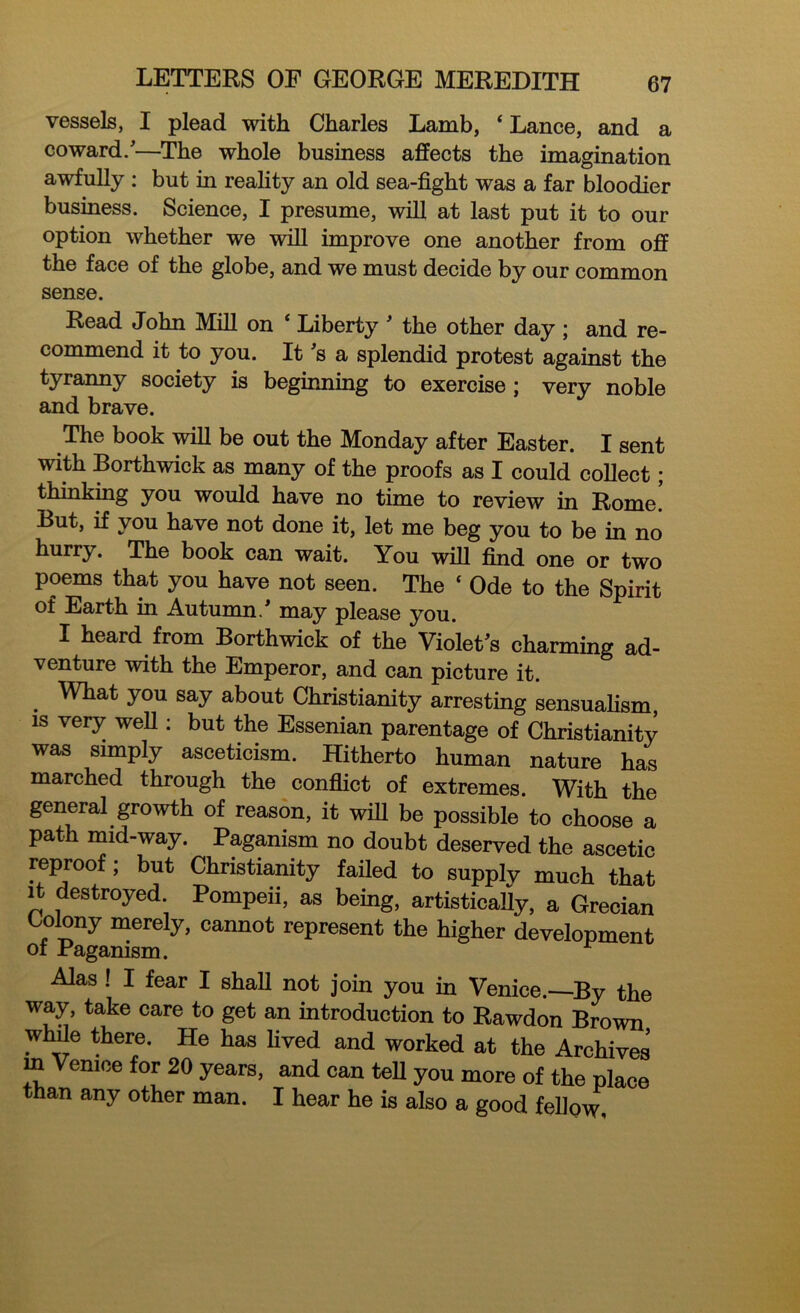 LETTERS OF GEORGE MEREDITH 67
vessels, I plead with Charles Lamb, ‘ Lance, and a
coward.’—The whole business affects the imagination
awfully : but in reality an old sea-fight was a far bloodier
business. Science, I presume, will at last put it to our
option whether we will improve one another from off
the face of the globe, and we must decide by our common
sense.
Read John Mill on ‘ Liberty ’ the other day ; and re-
commend it to you. It ’s a splendid protest against the
tyranny society is beginning to exercise ; very noble
and brave.
The book will be out the Monday after Easter. I sent
with Borthwick as many of the proofs as I could collect ;
thinking you would have no time to review in Rome.
But, if you have not done it, let me beg you to be in no
hurry. The book can wait. You will find one or two
poems that you have not seen. The ‘ Ode to the Spirit
of Earth in Autumn.’ may please you.
I heard from Borthwick of the Violet’s charming ad-
venture with the Emperor, and can picture it.
What you say about Christianity arresting sensualism,
is very well : but the Essenian parentage of Christianity
was simply asceticism. Hitherto human nature has
marched through the conflict of extremes. With the
general growth of reason, it will be possible to choose a
path mid-way. Paganism no doubt deserved the ascetic
reproof ; but Christianity failed to supply much that
it destroyed. Pompeii, as being, artistically, a Grecian
Colony merely, cannot represent the higher development
of Paganism.
Alas ! I fear I shall not join you in Venice.—By the
way, take care to get an introduction to Rawdon Brown
while there. He has lived and worked at the Archives
in Venice for 20 years, and can tell you more of the place
than any other man. I hear he is also a good fellow.